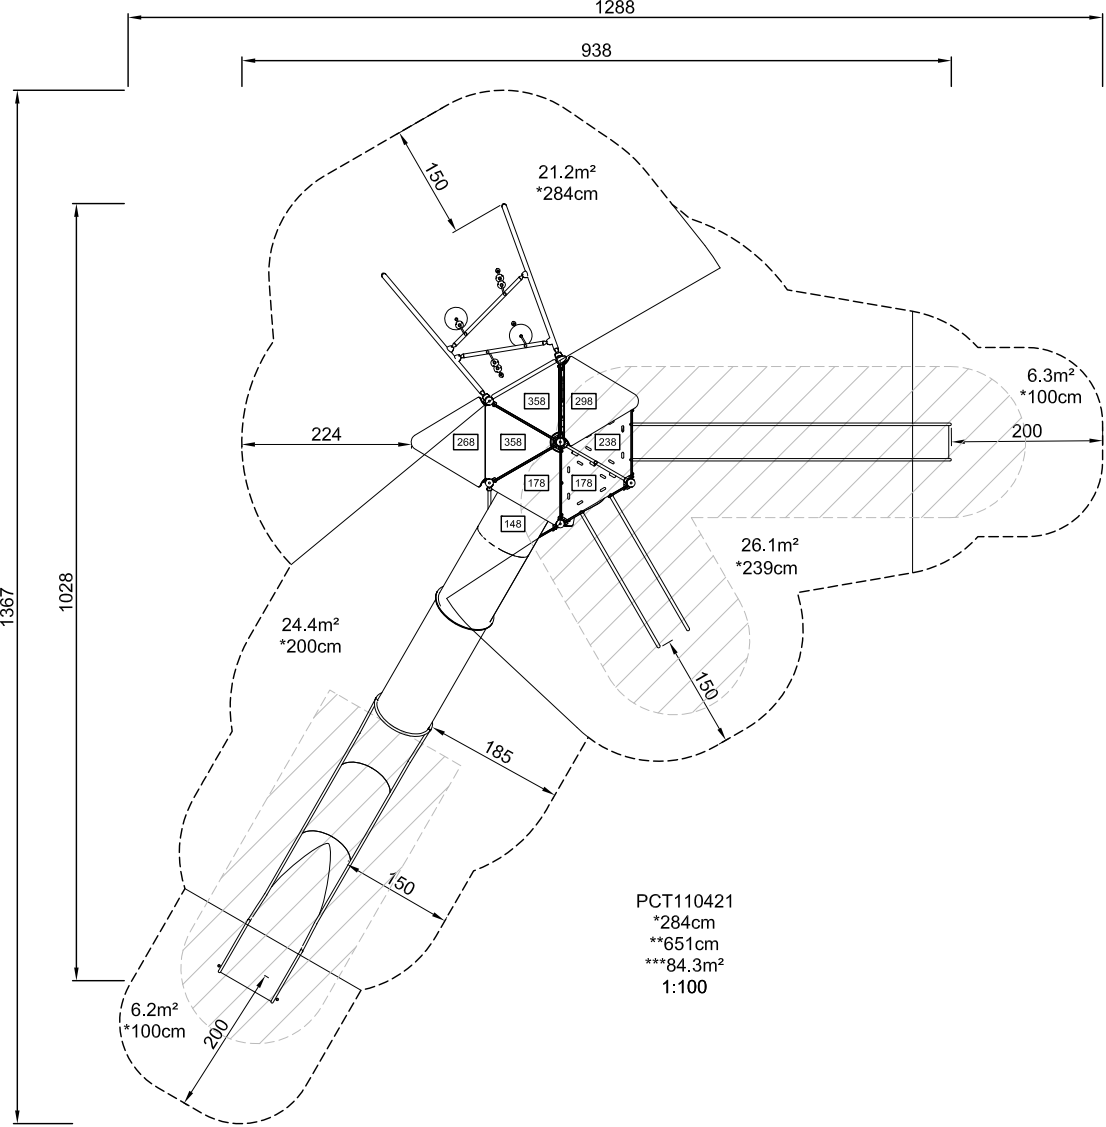 1288
938
150
21.2m²
*284cm
6.3m²
*100cm
358
298
224
268
358
238
200
178
178
148
26.1m²
*239cm
1028
1367
24.4m²
*200cm
150
185
150
PCT110421
*284cm
**651cm
***84.3m²
1:100
6.2m²
*100cm
200